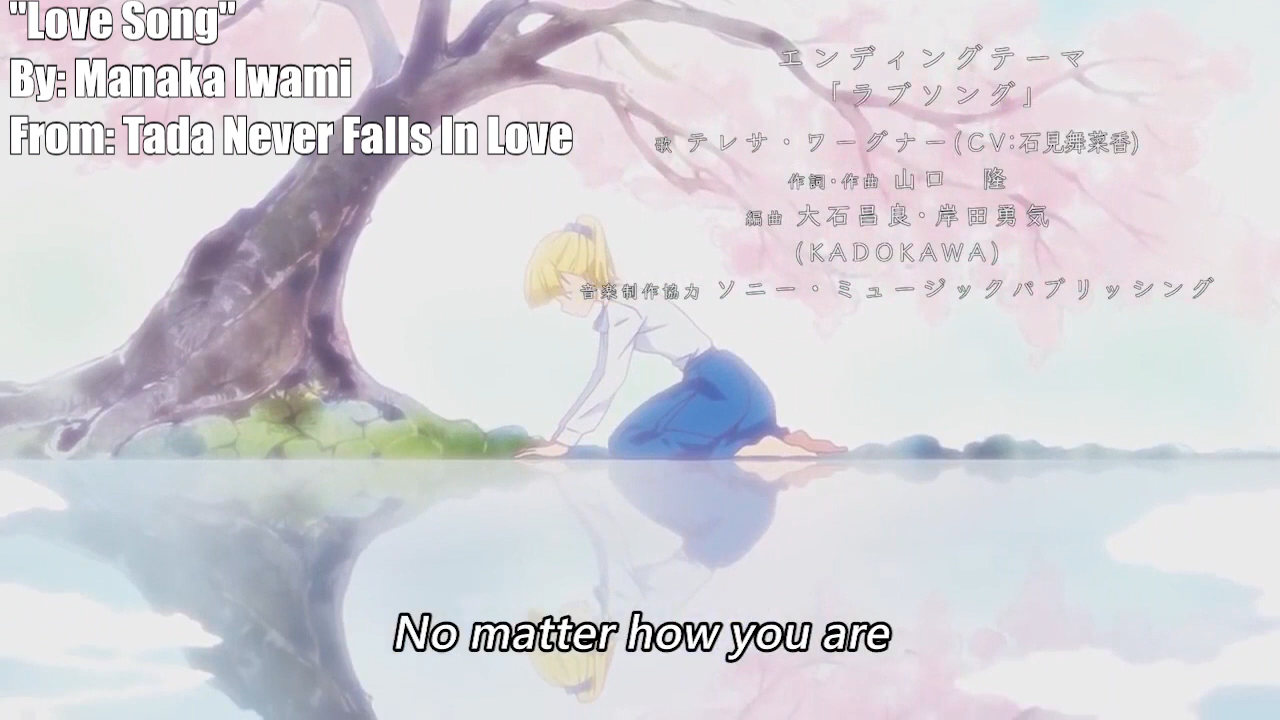 "Love Song"
By: Manaka Iwami
From: Tada Never Falls In Love
エンディングテーマ
「ラブソング」
歌 テレサ・ワーグナー(CV:石見舞菜香)
作詞・作曲 山口 隆
編曲 大石昌良・岸田勇気
(KADOKAWA)
音楽制作協力 ソニー・ミュージックパブリッシング
No matter how you are